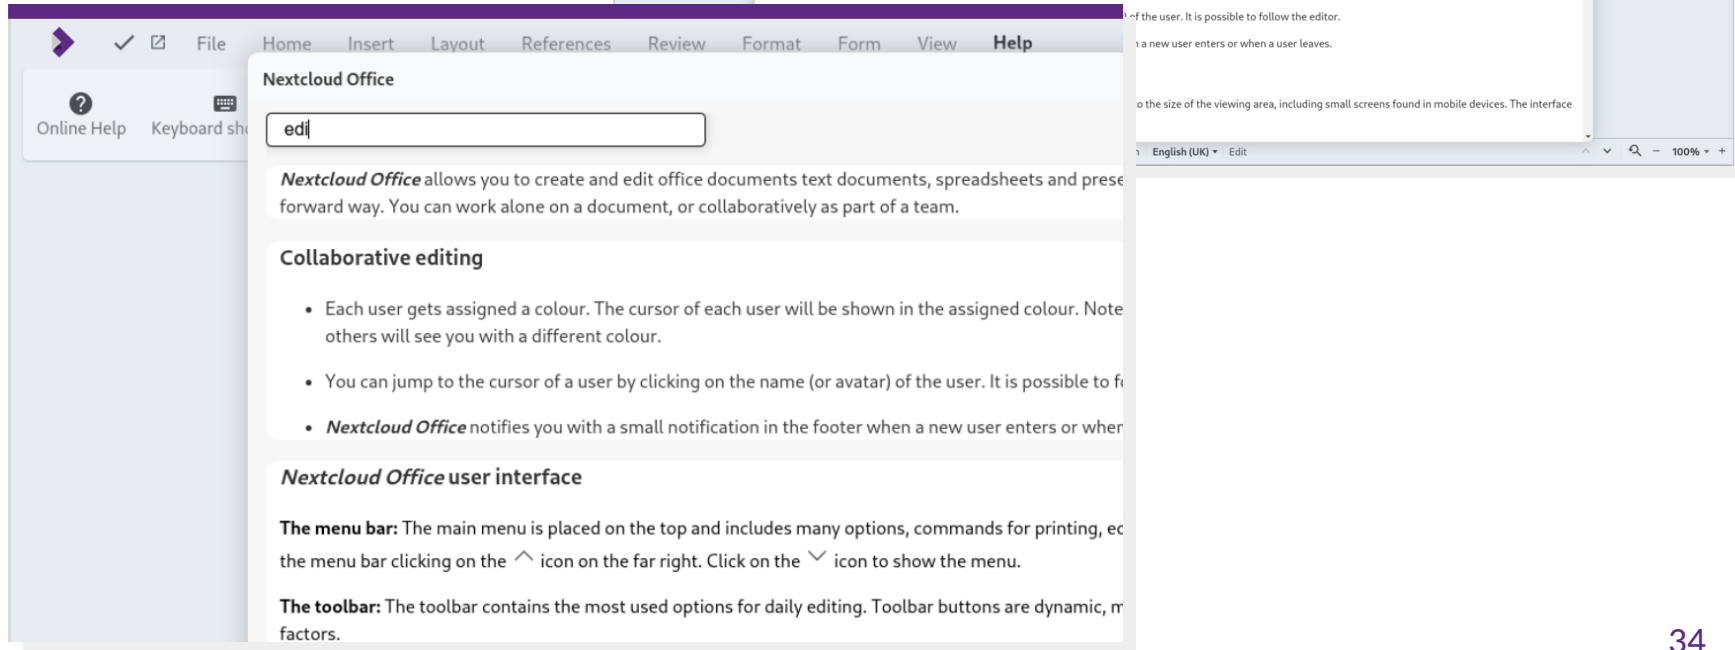 File Home Insert Layout References Review Format Form View Help
Nextcloud Office
Online Help Keyboard
edi
Nextcloud Office allows you to create and edit office documents text documents, spreadsheets and
forward way. You can work alone on a document, or collaboratively as part of a team.
Collaborative editing
• Each user gets assigned a colour. The cursor of each user will be shown in the assigned colour. Note
others will see you with a different colour.
• You can jump to the cursor of a user by clicking on the name (or avatar) of the user. It is possible to
• Nextcloud Office notifies you with a small notification in the footer when a new user enters or
Nextcloud Office user interface
The menu bar: The main menu is placed on the top and includes many options, commands for printing,
the menu bar clicking on the icon on the far right. Click on the icon to show the menu.
The toolbar: The toolbar contains the most used options for daily editing. Toolbar buttons are dynamic,
factors.
of the user. It is possible to follow the editor.
a new user enters or when a user leaves.
to the size of the viewing area, including small screens found in mobile devices. The interface
English (UK) Edit 100%
34